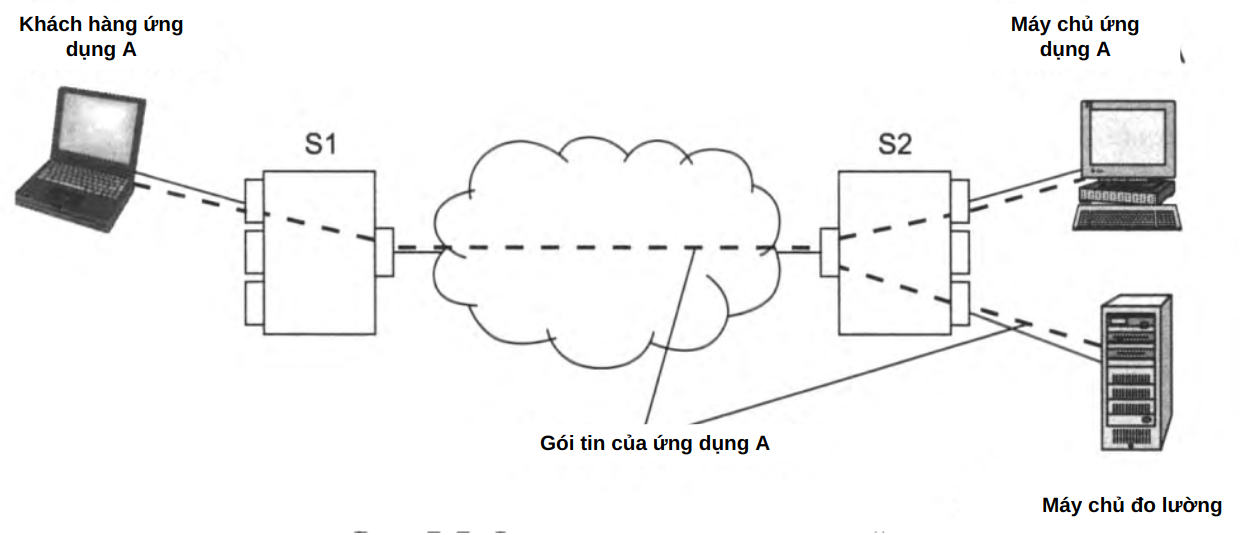 Khách hàng ứng
dụng A
Máy chủ ứng
dụng A
S1
S2
Gói tin của ứng dụng A
Máy chủ đo lường